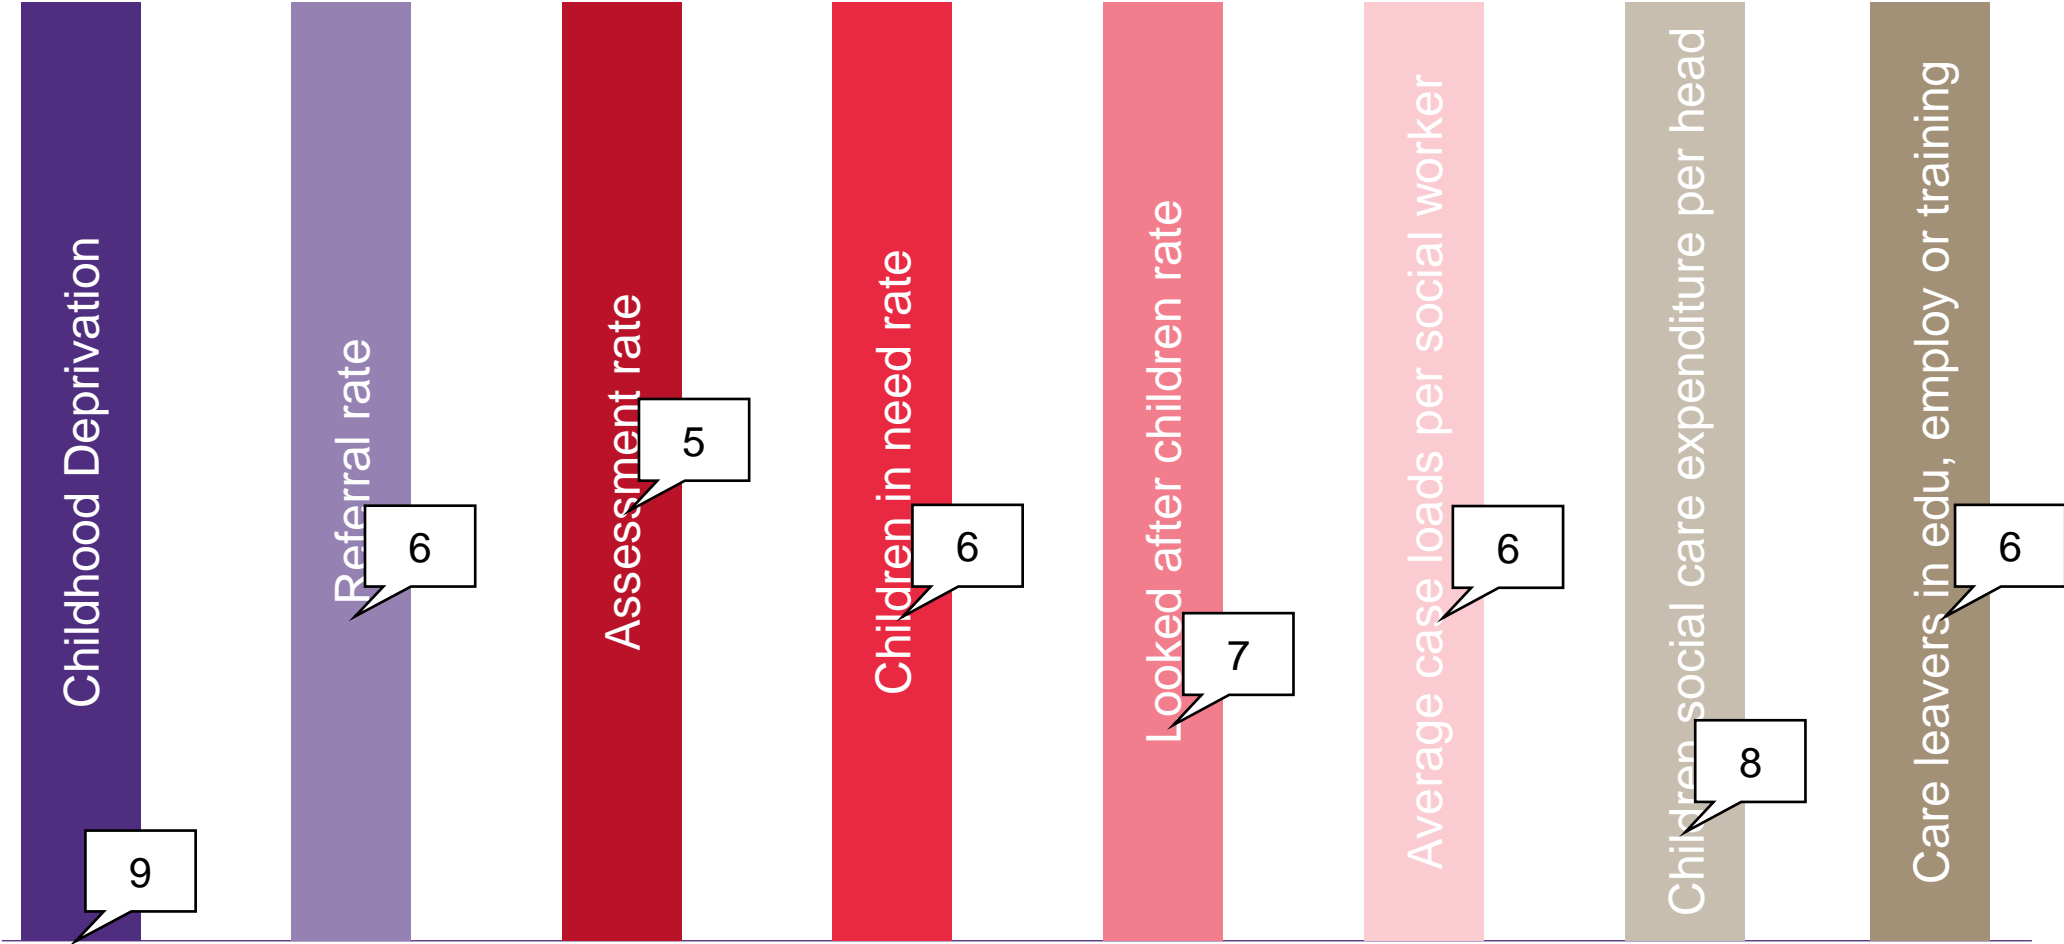 Childhood Deprivation
9
Referral rate
6
Assessment rate
5
Children in need rate
6
Looked after children rate
7
Average case loads per social worker
6
Children social care expenditure per head
8
Care leavers in edu, employ or training
6